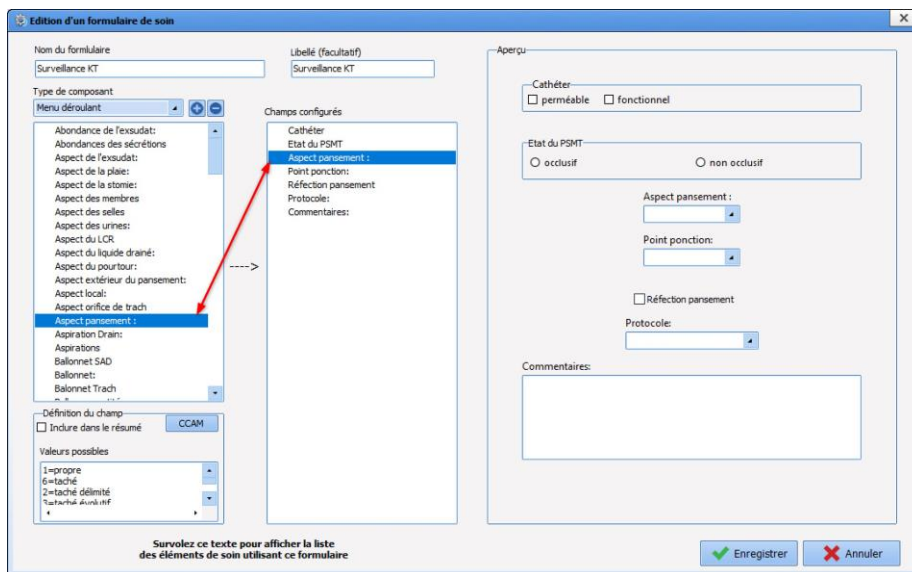 Edition d'un formulaire de soin
Nom du formlulaire
Libellé (facultatif)
Surveillance KT
Surveillance KT
Type de composant
Menu déroulant
Abondance de l'exsudat:
Abondances des sécrétions
Aspect de l'exsudat:
Aspect de la plaie:
Aspect de la stomie:
Aspect des membres
Aspect des selles
Aspect des urines:
Aspect du LCR
Aspect du liquide drainé:
Aspect du pourtour:
Aspect extérieur du pansement:
Aspect local:
Aspect orifice de trach
Aspect pansement :
Aspiration Drain:
Aspirations
Ballonnet SAD
Ballonnet:
Balonnet Trach
---->
Champs configurés
Cathéter
Etat du PSMT
Aspect pansement :
Point ponction:
Réfection pansement
Protocole:
Commentaires:
Définition du champ
Indure dans le résumé
CCAM
Valeurs possibles
1=propre
6=taché
2=taché délimité
3=taché évolutif
Survolez ce texte pour afficher la liste
des éléments de soin utilisant ce formulaire
Aperçu
Cathéter
perméable fonctionnel
Etat du PSMT
occlusif non occlusif
Aspect pansement :
Point ponction:
Réfection pansement
Protocole:
Commentaires:
Enregistrer Annuler